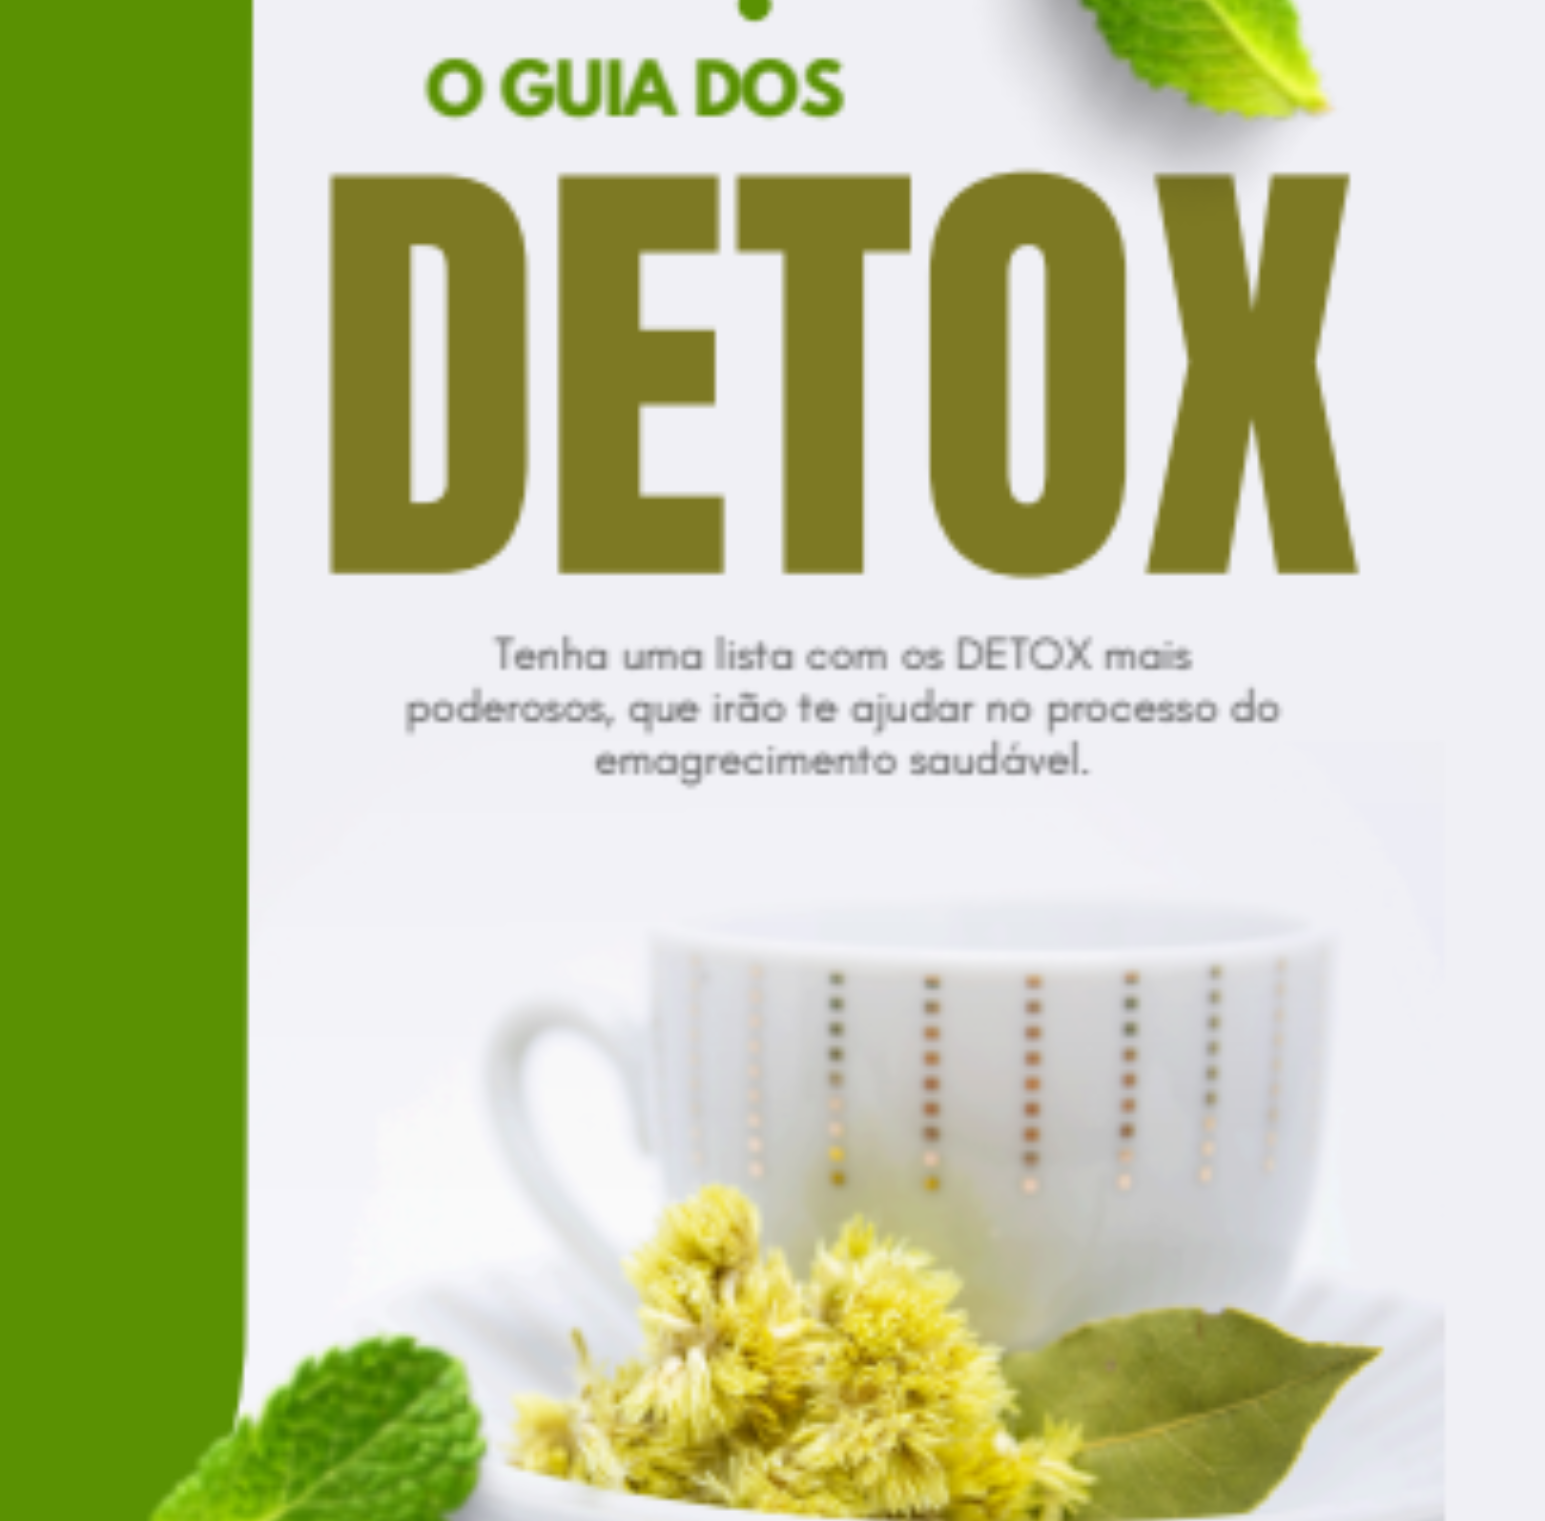 O GUIA DOS
DETOX
Tenha uma lista com os DETOX mais
poderosos, que irão te ajudar no processo do
emagrecimento saudável.